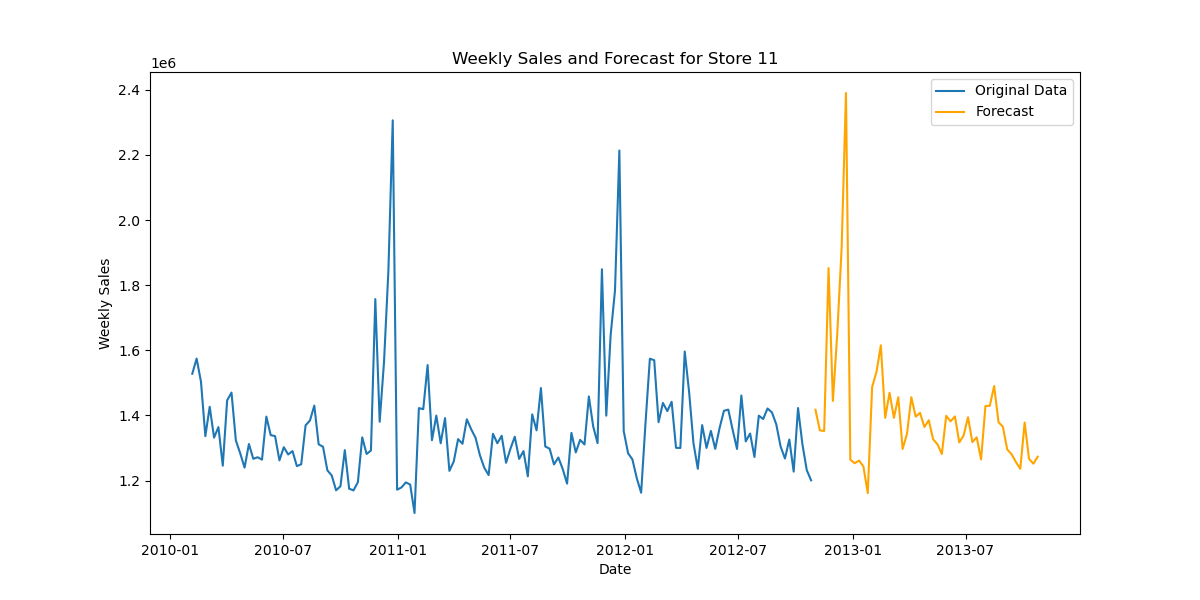 Weekly Sales and Forecast for Store 11
1e6
2.4
2.2
2.0
1.8
1.6
1.4
1.2
Weekly Sales
Original Data
Forecast
2010-01 2010-07 2011-01 2011-07 2012-01 2012-07 2013-01 2013-07
Date